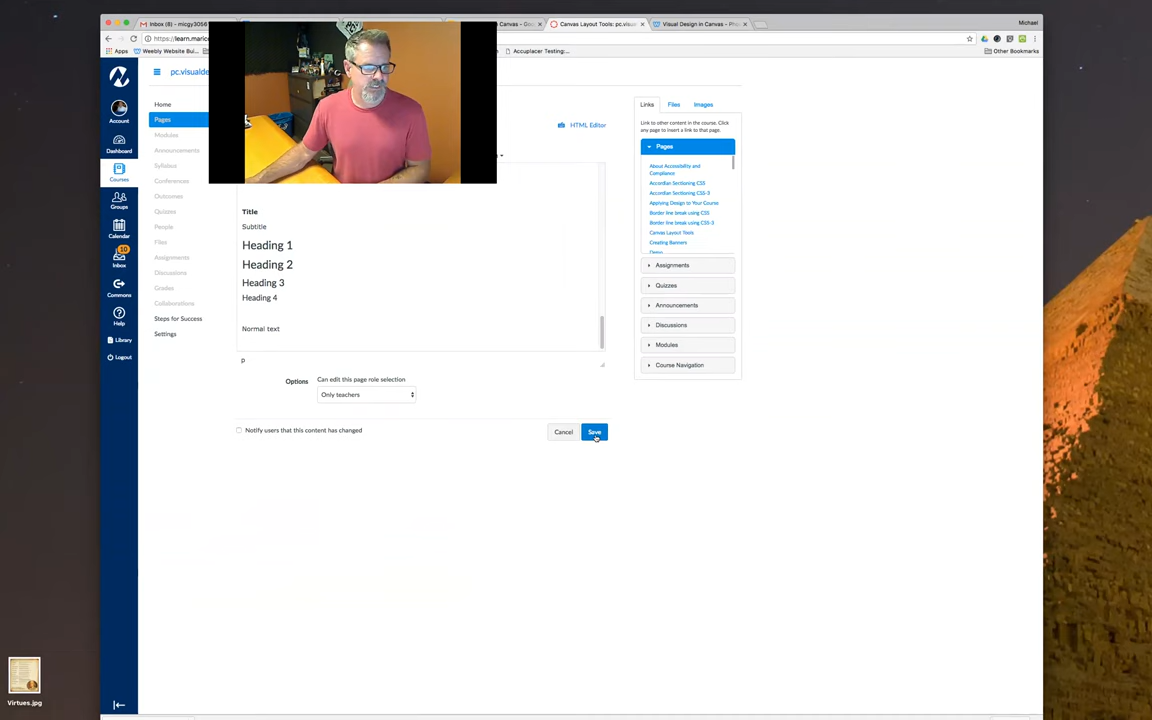 Inbox (8) - micgy3056
Canvas - Goo
Canvas Layout Tools: pc.visual
Visual Design in Canvas - Pho
Michael
https://learn.maric
Apps
Weebly Website Bui
Accuplacer Testing:...
Other Bookmarks
pc.visualde
Account
Dashboard
Courses
Groups
Calendar
10
Inbox
Commons
Help
Library
Logout
Home
Pages
Modules
Announcements
Syllabus
Conferences
Outcomes
Quizzes
People
Files
Assignments
Discussions
Grades
Collaborations
Steps for Success
Settings
HTML Editor
Title
Subtitle
Heading 1
Heading 2
Heading 3
Heading 4
Normal text
p
Options
Can edit this page role selection
Only teachers
Notify users that this content has changed
Cancel
Save
Links
Files
Images
Link to other content in the course. Click
any page to insert a link to that page.
Pages
About Accessibility and
Compliance
Accordian Sectioning CSS
Accordian Sectioning CSS-3
Applying Design to Your Course
Border line break using CSS
Border line break using CSS-3
Canvas Layout Tools
Creating Banners
Assignments
Quizzes
Announcements
Discussions
Modules
Course Navigation
Virtues.jpg